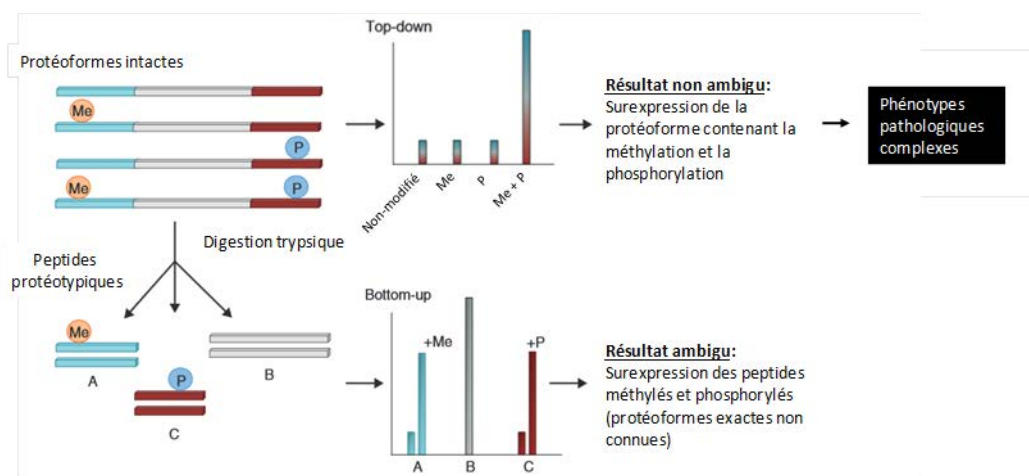 Top-down
Protéoformes intactes
Me
P
Me
P
Non-modifié
Me
P
Me + P
Résultat non ambigu:
Surexpression de la
protéoforme contenant la
méthylation et la
phosphorylation
Phénotypes
pathologiques
complexes
Digestion trypsique
Peptides
protéotypiques
Me
A
B
P
C
Bottom-up
+Me
+P
A
B
C
Résultat ambigu:
Surexpression des peptides
méthylés et phosphorylés
(protéoformes exactes non
connues)